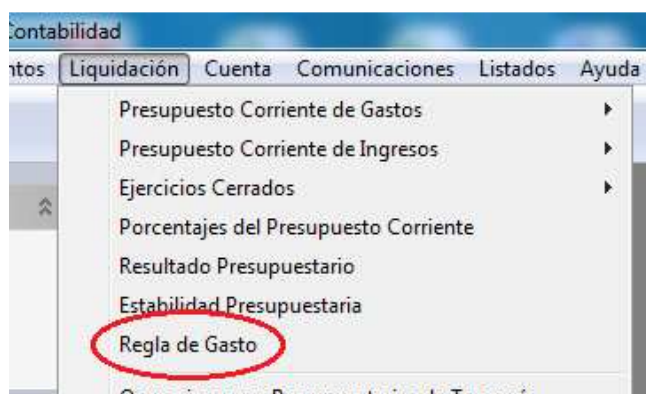 Contabilidad
ntos Liquidación Cuenta Comunicaciones Listados Ayuda
Presupuesto Corriente de Gastos
Presupuesto Corriente de Ingresos
Ejercicios Cerrados
Porcentajes del Presupuesto Corriente
Resultado Presupuestario
Estabilidad Presupuestaria
Regla de Gasto